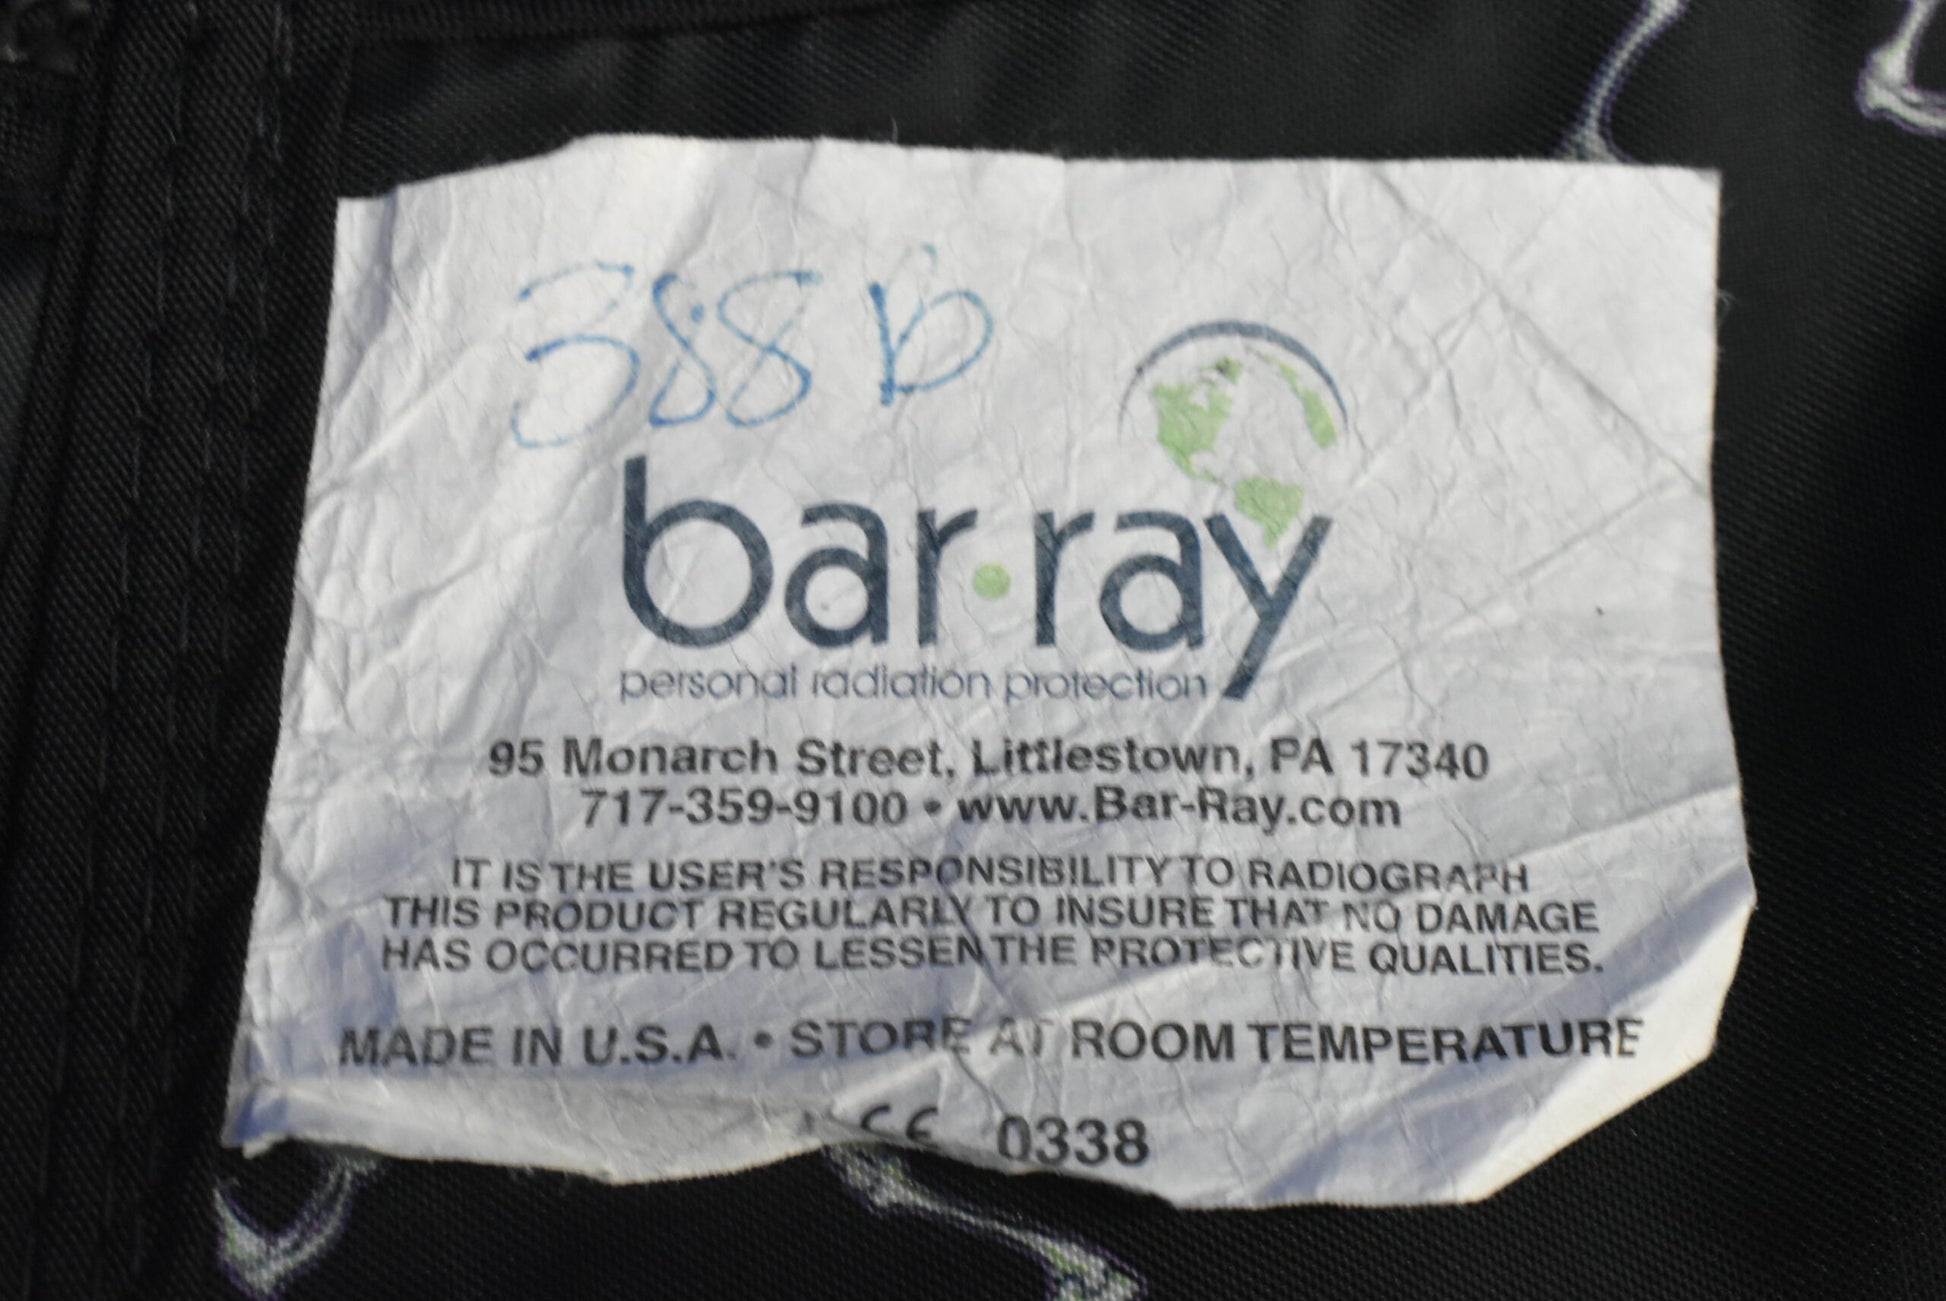 388 B
bar·ray
personal radiation protection
95 Monarch Street, Littlestown, PA 17340
717-359-9100 • www.Bar-Ray.com
IT IS THE USER'S RESPONSIBILITY TO RADIOGRAPH
THIS PRODUCT REGULARLY TO INSURE THAT NO DAMAGE
HAS OCCURRED TO LESSEN THE PROTECTIVE QUALITIES.
MADE IN U.S.A. • STORE AT ROOM TEMPERATURE
CE 0338